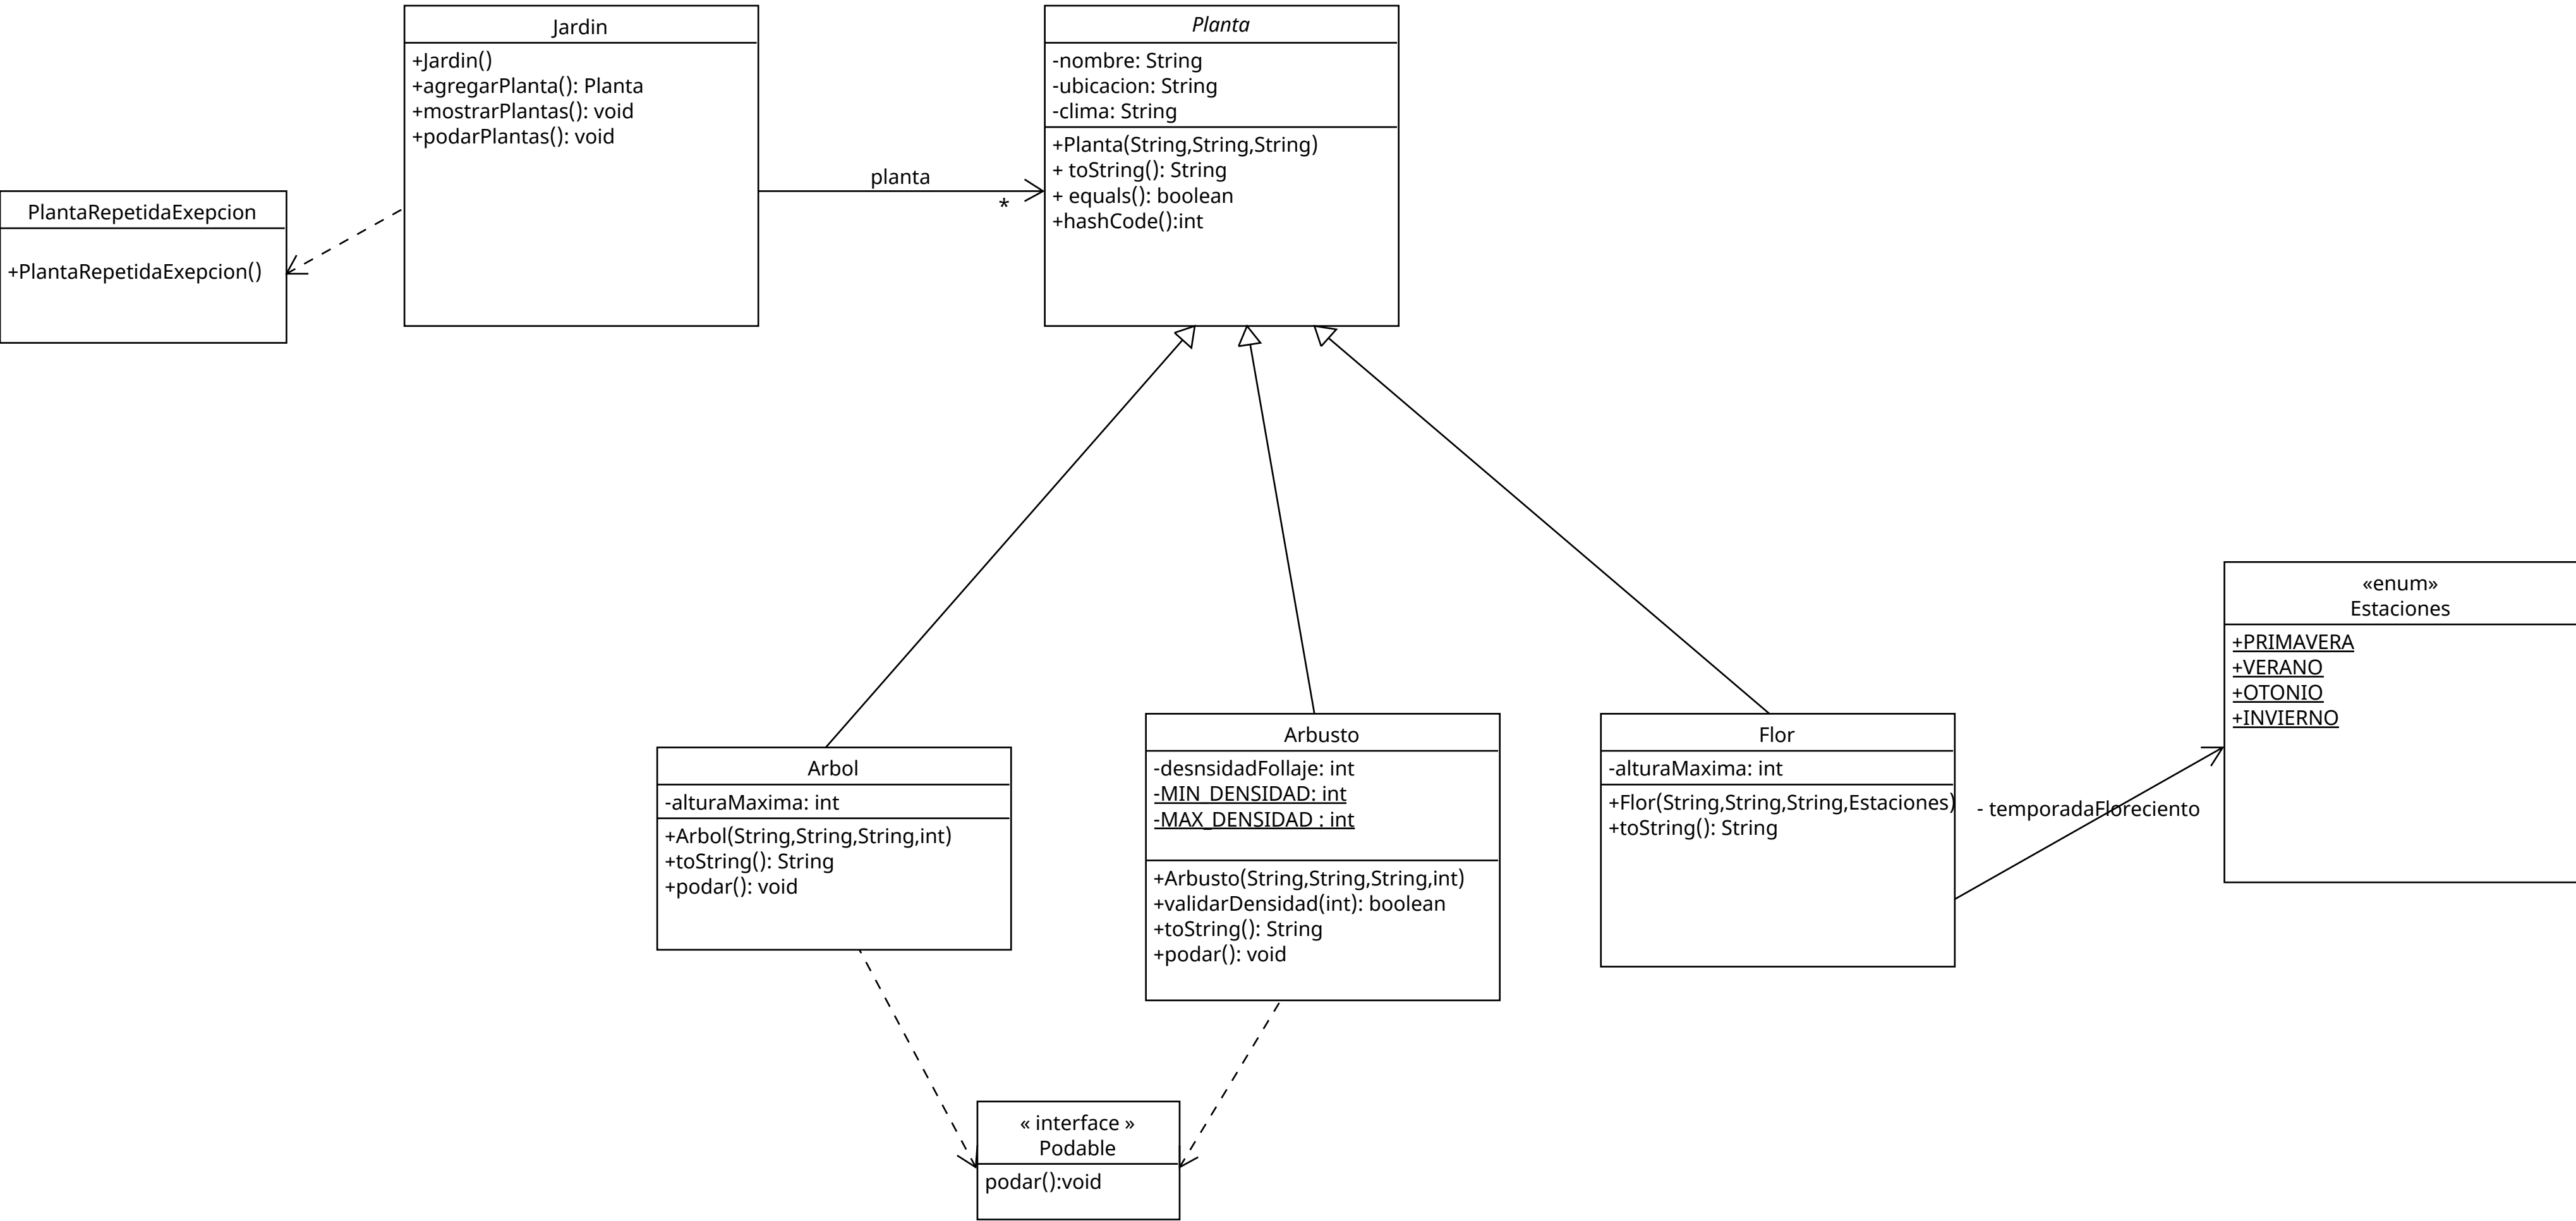 Jardin
+Jardin()
+agregarPlanta(): Planta
+mostrarPlantas(): void
+podarPlantas(): void
Planta
-nombre: String
-ubicacion: String
-clima: String
+Planta(String,String,String)
+ toString(): String
+ equals(): boolean
+hashCode():int
planta
*
PlantaRepetidaExepcion
+PlantaRepetidaExepcion()
«enum»
Estaciones
+PRIMAVERA
+VERANO
+OTONIO
+INVIERNO
Arbol
-alturaMaxima: int
+Arbol(String,String,String,int)
+toString(): String
+podar(): void
Arbusto
-desnsidadFollaje: int
-MIN_DENSIDAD: int
-MAX_DENSIDAD : int
+Arbusto(String,String,String,int)
+validarDensidad(int): boolean
+toString(): String
+podar(): void
Flor
-alturaMaxima: int
+Flor(String,String,String,Estaciones)
+toString(): String
- temporadaFloreciento
« interface »
Podable
podar():void